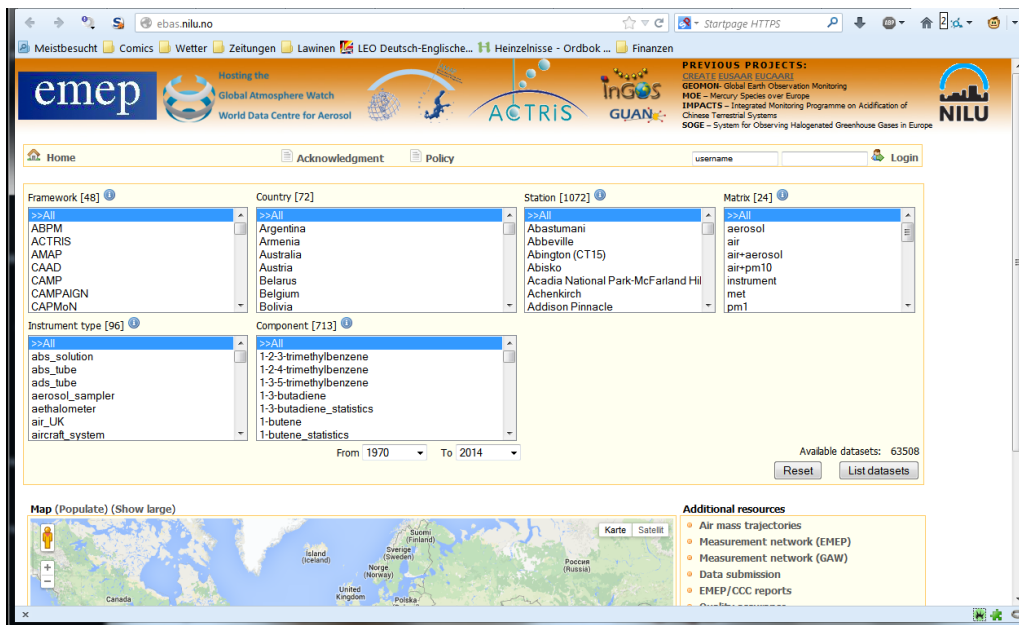 ebas.nilu.no
Startpage HTTPS
2
Meistbesucht Comics Wetter Zeitungen Lawinen LEO Deutsch-Englische... Heinzelnisse - Ordbok ... Finanzen
emep
Hosting the
Global Atmosphere Watch
World Data Centre for Aerosol
ACTRiS
inGOS
GUAN
PREVIOUS PROJECTS:
CREATE EUSAAR EUCAARI
GEOMON- Global Earth Observation Monitoring
MOE – Mercury Species over Europe
IMPACTS – Integrated Monitoring Programme on Acidification of
Chinese Terrestrial Systems
SOGE – System for Observing Halogenated Greenhouse Gases in Europe
NILU
Home Acknowledgment Policy username Login
Framework [48]
>>All
ABPM
ACTRIS
AMAP
CAAD
CAMP
CAMPAIGN
CAPMoN
Country [72]
>>All
Argentina
Armenia
Australia
Austria
Belarus
Belgium
Bolivia
Station [1072]
>>All
Abastumani
Abbeville
Abington (CT15)
Abisko
Acadia National Park-McFarland Hil
Achenkirch
Addison Pinnacle
Matrix [24]
>>All
aerosol
air
air+aerosol
air+pm10
instrument
met
pm1
Instrument type [96]
>>All
abs_solution
abs_tube
ads_tube
aerosol_sampler
aethalometer
air_UK
aircraft_system
Component [713]
>>All
1-2-3-trimethylbenzene
1-2-4-trimethylbenzene
1-3-5-trimethylbenzene
1-3-butadiene
1-3-butadiene_statistics
1-butene
1-butene_statistics
From 1970 To 2014
Available datasets: 63508
Reset List datasets
Map (Populate) (Show large)
Karte Satellit
Suomi
(Finland)
Island
(Iceland)
Sverige
(Sweden)
Norge
(Norway)
Россия
(Russia)
United
Kingdom
Polska
Canada
Additional resources
Air mass trajectories
Measurement network (EMEP)
Measurement network (GAW)
Data submission
EMEP/CCC reports